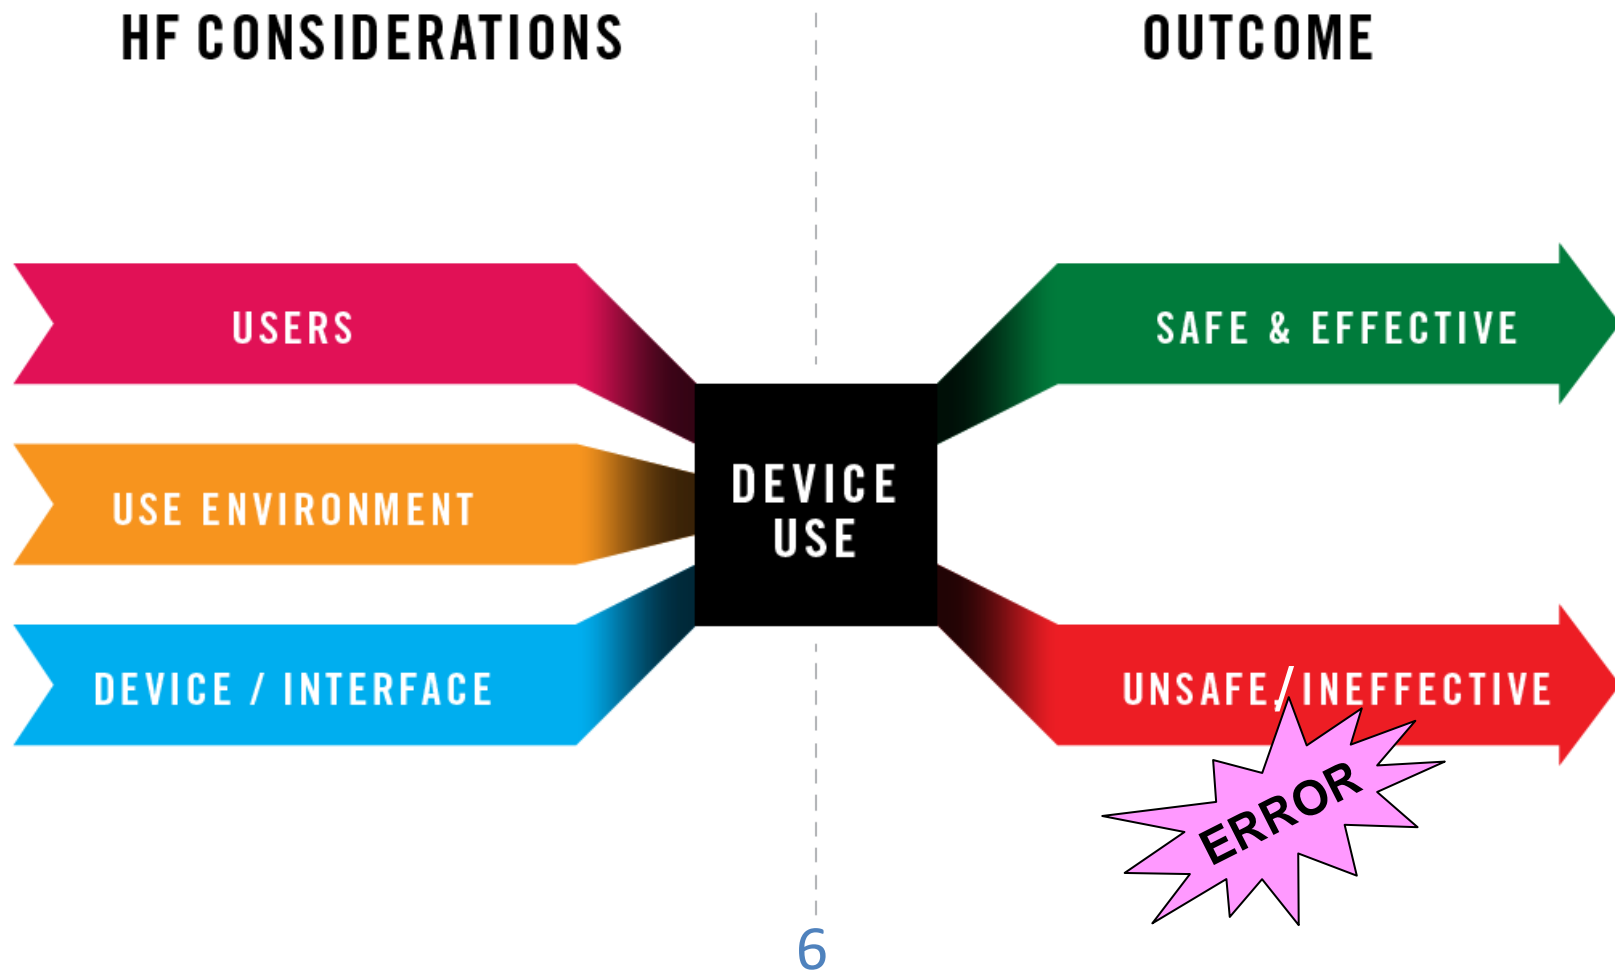 HF CONSIDERATIONS
OUTCOME
USERS
USE ENVIRONMENT
DEVICE / INTERFACE
DEVICE
USE
SAFE & EFFECTIVE
UNSAFE/INEFFECTIVE
ERROR
6